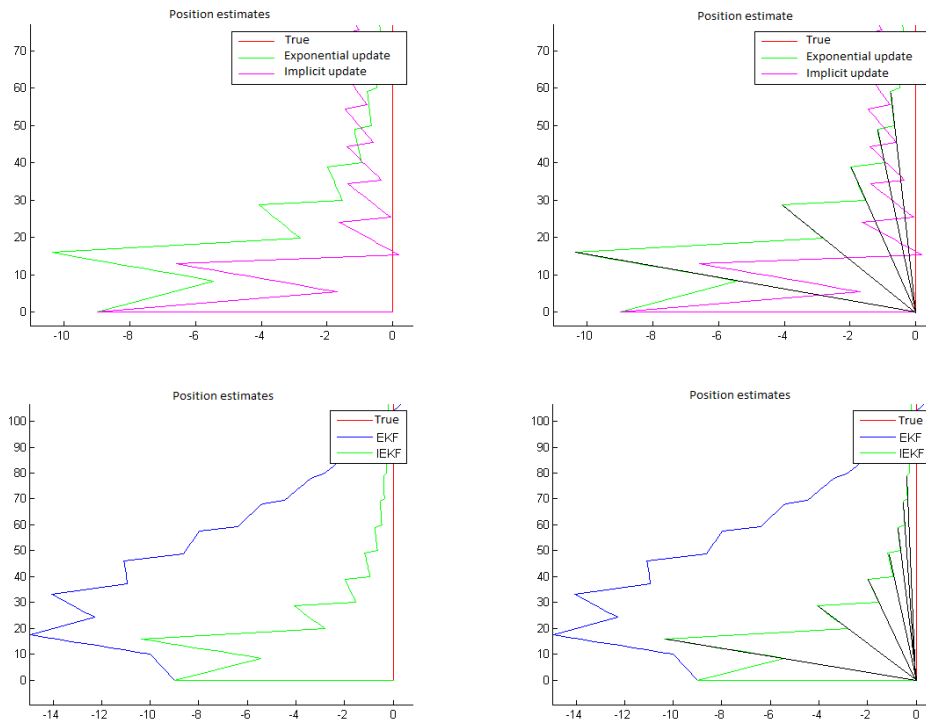 Position estimates
True
Exponential update
Implicit update
70
60
50
40
30
20
10
0
-10 -8 -6 -4 -2 0
Position estimate
True
Exponential update
Implicit update
70
60
50
40
30
20
10
0
-10 -8 -6 -4 -2 0
Position estimates
True
EKF
IEKF
100
90
80
70
60
50
40
30
20
10
0
-14 -12 -10 -8 -6 -4 -2 0
Position estimates
True
EKF
IEKF
100
90
80
70
60
50
40
30
20
10
0
-14 -12 -10 -8 -6 -4 -2 0